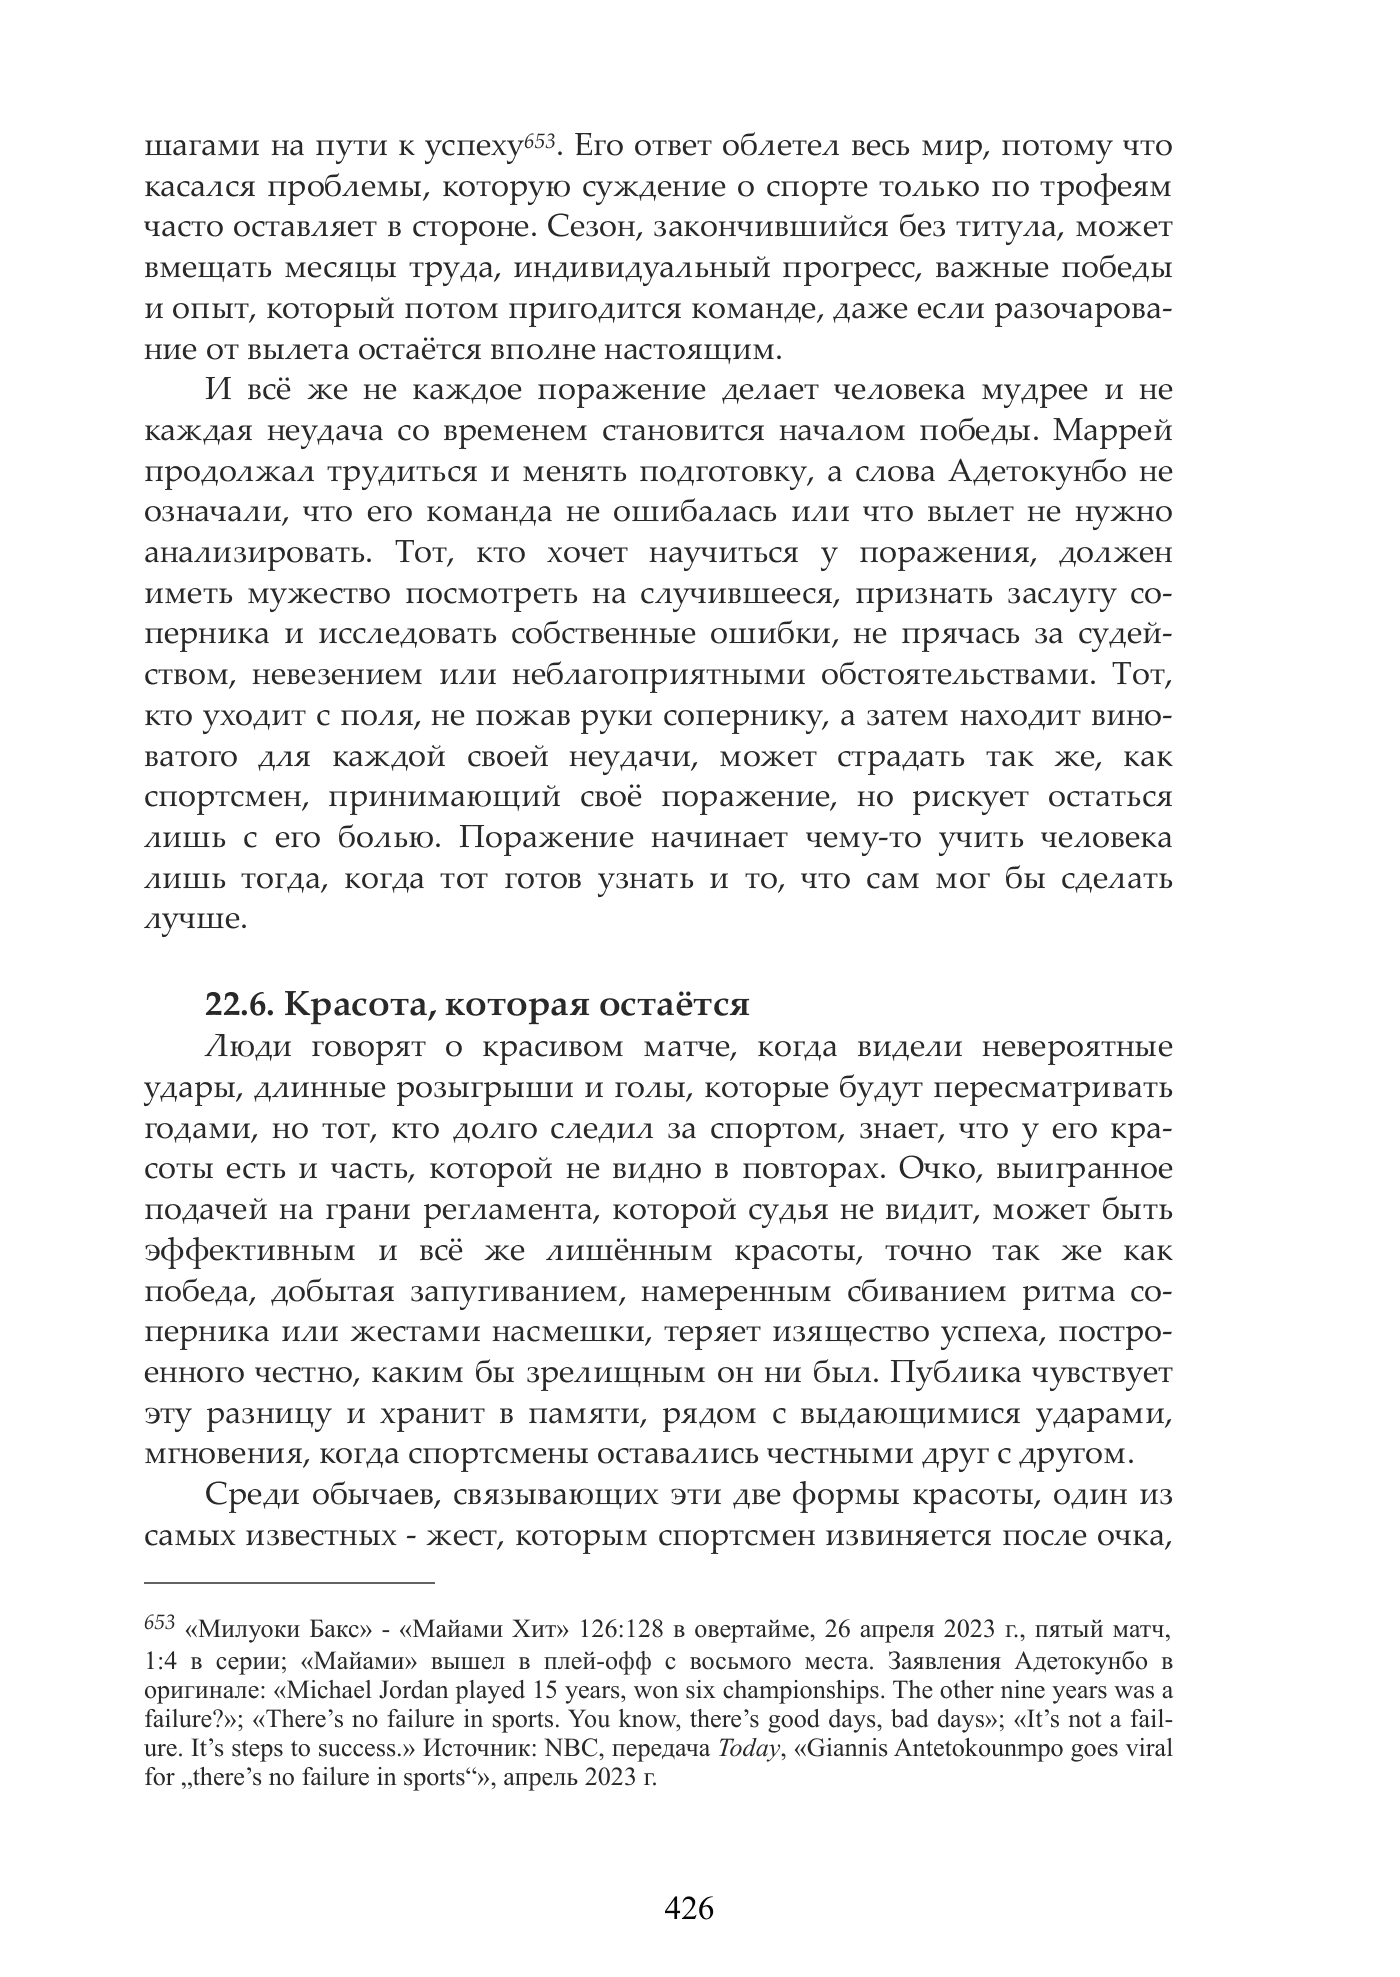 шагами на пути к успеху653. Его ответ облетел весь мир, потому что
касался проблемы, которую суждение о спорте только по трофеям
часто оставляет в стороне. Сезон, закончившийся без титула, может
вмещать месяцы труда, индивидуальный прогресс, важные победы
и опыт, который потом пригодится команде, даже если разочарова-
ние от вылета остаётся вполне настоящим.
И всё же не каждое поражение делает человека мудрее и не
каждая неудача со временем становится началом победы. Маррей
продолжал трудиться и менять подготовку, а слова Адетокунбо не
означали, что его команда не ошибалась или что вылет не нужно
анализировать. Тот, кто хочет научиться у поражения, должен
иметь мужество посмотреть на случившееся, признать заслугу со-
перника и исследовать собственные ошибки, не прячась за судей-
ством, невезением или неблагоприятными обстоятельствами. Тот,
кто уходит с поля, не пожав руки сопернику, а затем находит вино-
ватого для каждой своей неудачи, может страдать так же, как
спортсмен, принимающий своё поражение, но рискует остаться
лишь с его болью. Поражение начинает чему-то учить человека
лишь тогда, когда тот готов узнать и то, что сам мог бы сделать
лучше.
22.6. Красота, которая остаётся
Люди говорят о красивом матче, когда видели невероятные
удары, длинные розыгрыши и голы, которые будут пересматривать
годами, но тот, кто долго следил за спортом, знает, что у его кра-
соты есть и часть, которой не видно в повторах. Очко, выигранное
подачей на грани регламента, которой судья не видит, может быть
эффективным и всё же лишённым красоты, точно так же как
победа, добытая запугиванием, намеренным сбиванием ритма со-
перника или жестами насмешки, теряет изящество успеха, постро-
енного честно, каким бы зрелищным он ни был. Публика чувствует
эту разницу и хранит в памяти, рядом с выдающимися ударами,
мгновения, когда спортсмены оставались честными друг с другом.
Среди обычаев, связывающих эти две формы красоты, один из
самых известных - жест, которым спортсмен извиняется после очка,
653 «Милуоки Бакс» - «Майами Хит» 126:128 в овертайме, 26 апреля 2023 г., пятый матч,
1:4 в серии; «Майами» вышел в плей-офф с восьмого места. Заявления Адетокунбо в
оригинале: «Michael Jordan played 15 years, won six championships. The other nine years was a
failure?»; «There’s no failure in sports. You know, there’s good days, bad days»; «It’s not a fail-
ure. It’s steps to success.» Источник: NBC, передача Today, «Giannis Antetokounmpo goes viral
for „there’s no failure in sports“», апрель 2023 г.
426